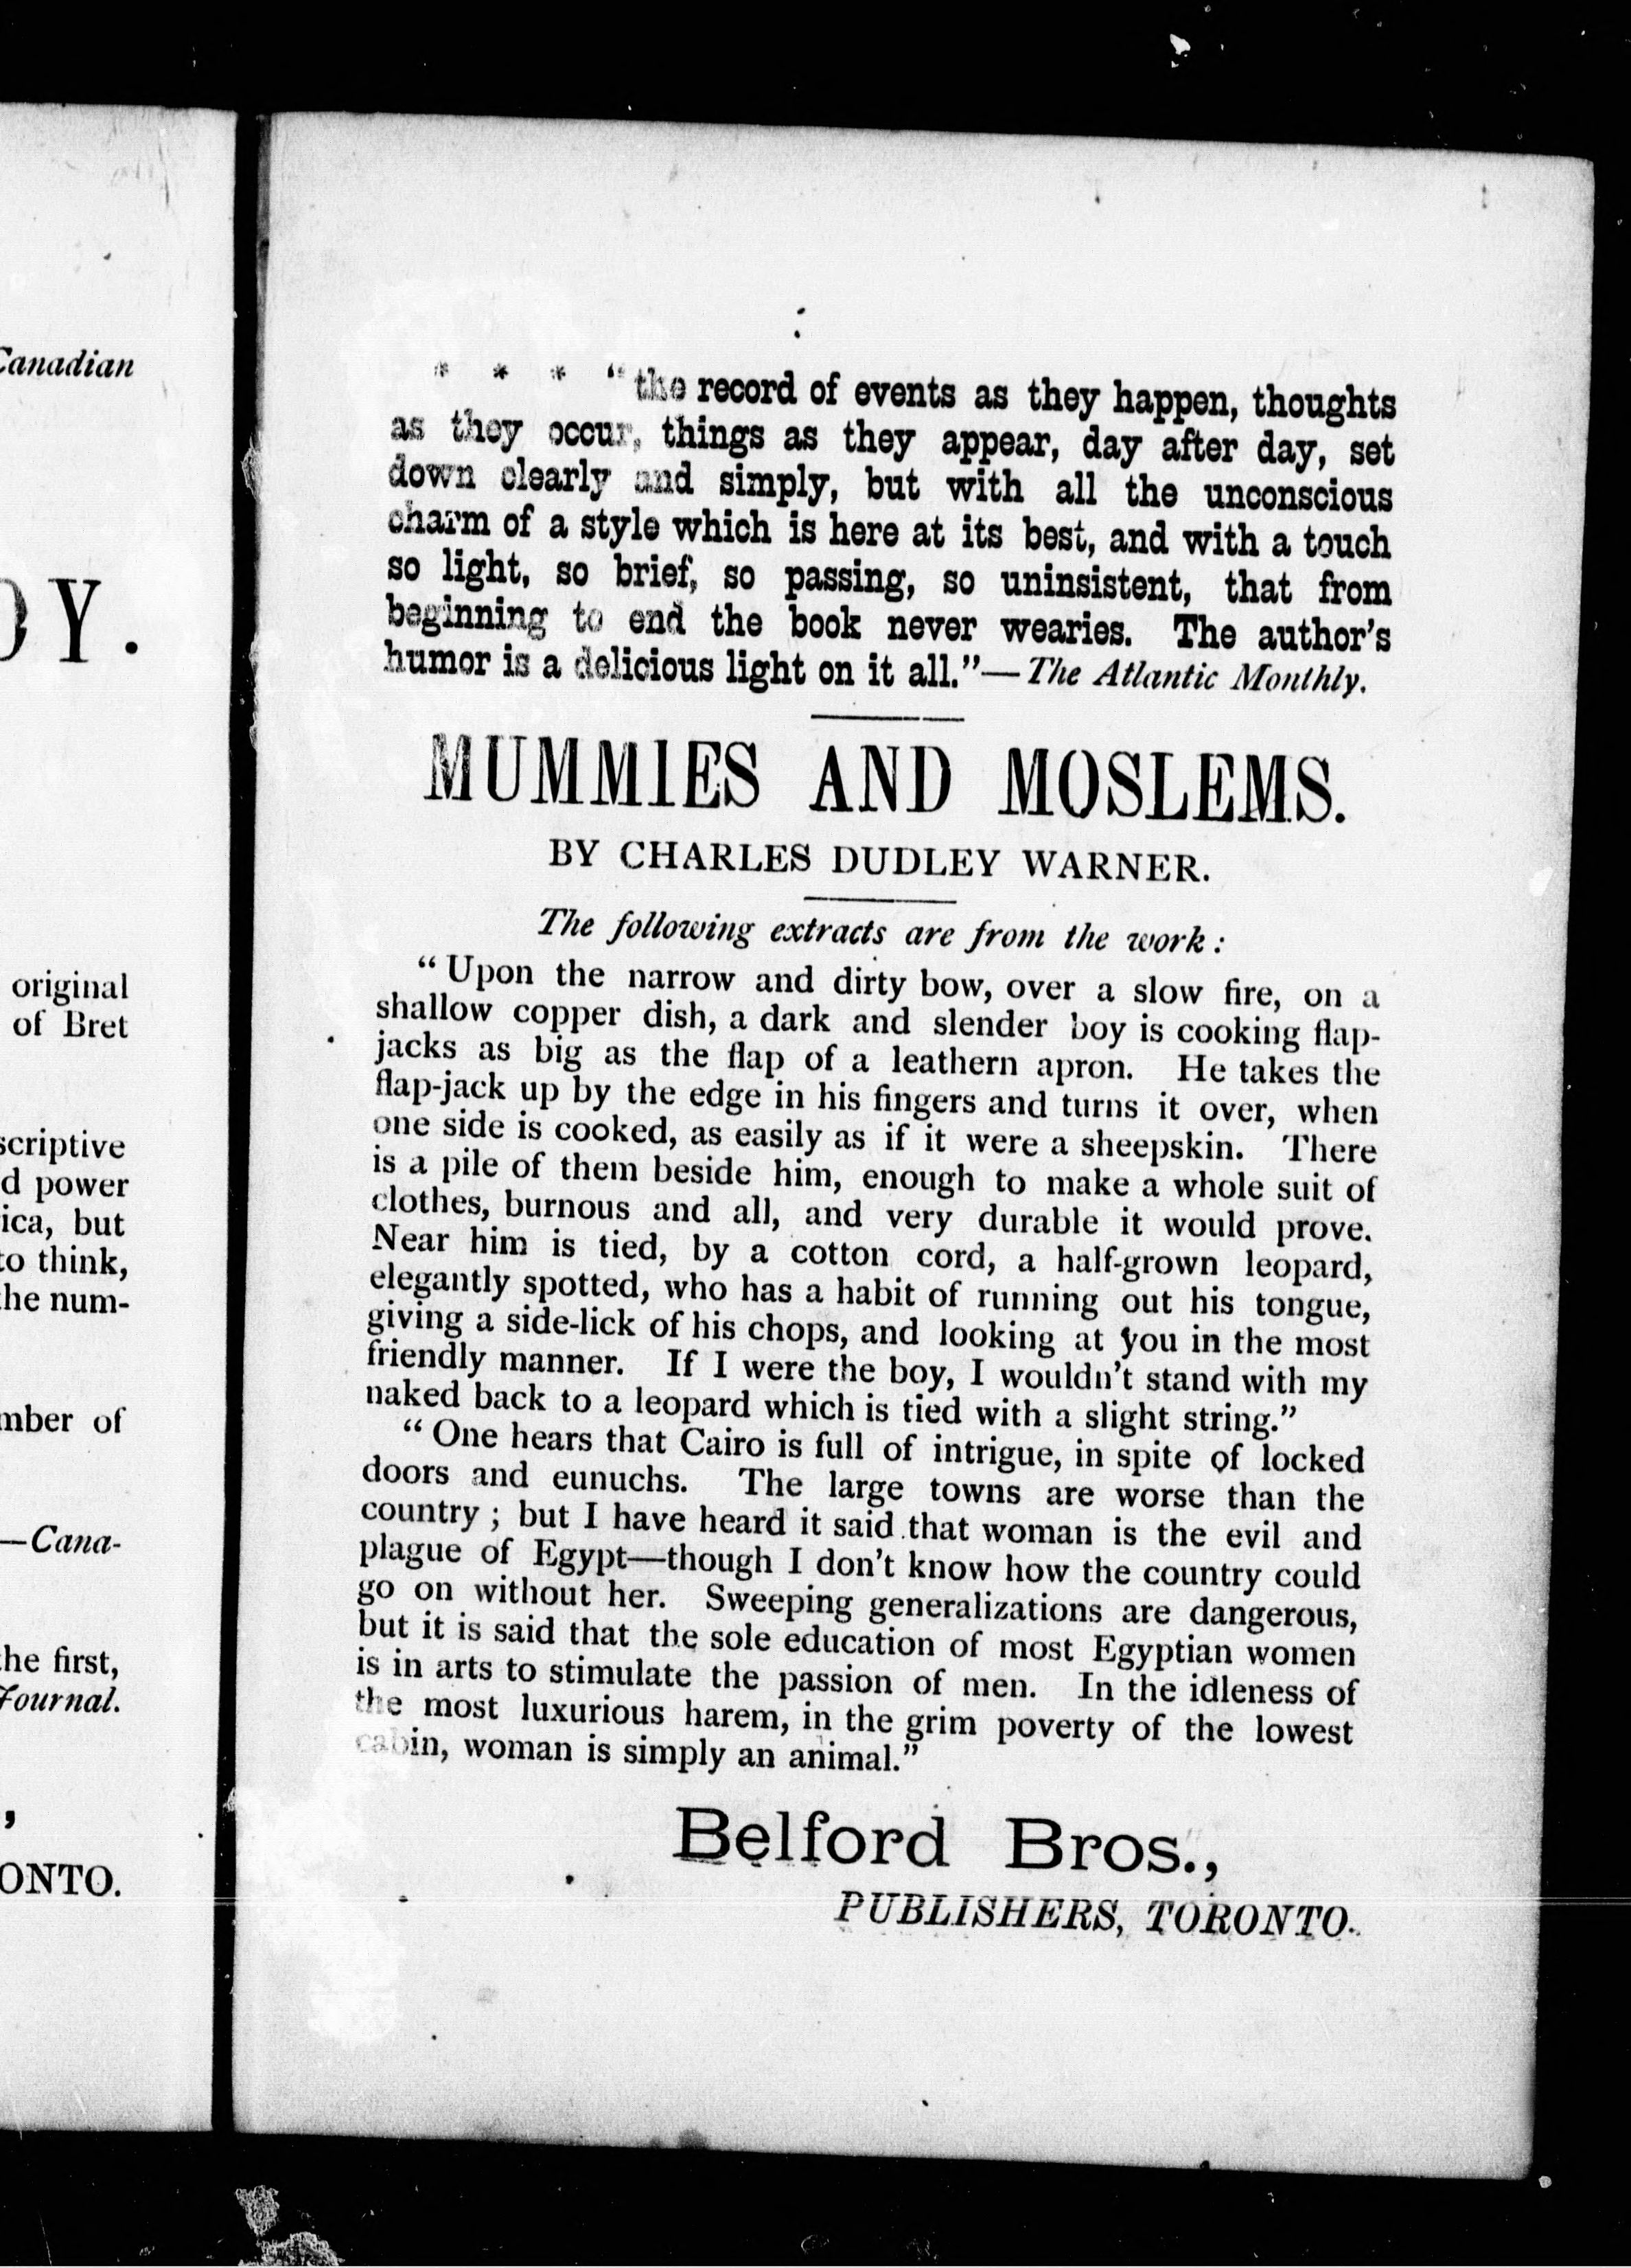 Canadian
OY.
original
of Bret
scriptive
d power
ica, but
to think,
the num-
mber of
—Cana-
the first,
Journal.
,
ONTO.
* * * "the record of events as they happen, thoughts
as they occur, things as they appear, day after day, set
down clearly and simply, but with all the unconscious
charm of a style which is here at its best, and with a touch
so light, so brief, so passing, so uninsistent, that from
beginning to end the book never wearies. The author's
humor is a delicious light on it all."—The Atlantic Monthly.
MUMMIES AND MOSLEMS.
BY CHARLES DUDLEY WARNER.
The following extracts are from the work :
"Upon the narrow and dirty bow, over a slow fire, on a
shallow copper dish, a dark and slender boy is cooking flap-
jacks as big as the flap of a leathern apron. He takes the
flap-jack up by the edge in his fingers and turns it over, when
one side is cooked, as easily as if it were a sheepskin. There
is a pile of them beside him, enough to make a whole suit of
clothes, burnous and all, and very durable it would prove.
Near him is tied, by a cotton cord, a half-grown leopard,
elegantly spotted, who has a habit of running out his tongue,
giving a side-lick of his chops, and looking at you in the most
friendly manner. If I were the boy, I wouldn't stand with my
naked back to a leopard which is tied with a slight string."
"One hears that Cairo is full of intrigue, in spite of locked
doors and eunuchs. The large towns are worse than the
country ; but I have heard it said that woman is the evil and
plague of Egypt—though I don't know how the country could
go on without her. Sweeping generalizations are dangerous,
but it is said that the sole education of most Egyptian women
is in arts to stimulate the passion of men. In the idleness of
the most luxurious harem, in the grim poverty of the lowest
cabin, woman is simply an animal."
Belford Bros.,
PUBLISHERS, TORONTO.